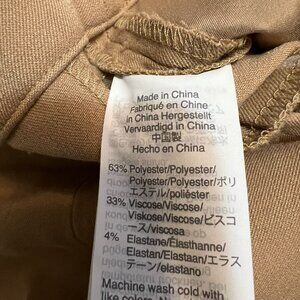 Made in China
Fabriqué en Chine
in China Hergestellt
Vervaardigd in China
中国製
Hecho en China
63% Polyester/Polyester/
Polyester/Polyester/ポリ
エステル/poliéster
33% Viscose/Viscose/
Viskose/Viscose/ビスコ
ース/viscosa
4% Elastane/Élasthanne/
Elastan/Elastaan/エラス
テーン/elastano
Machine wash cold with
like colors.